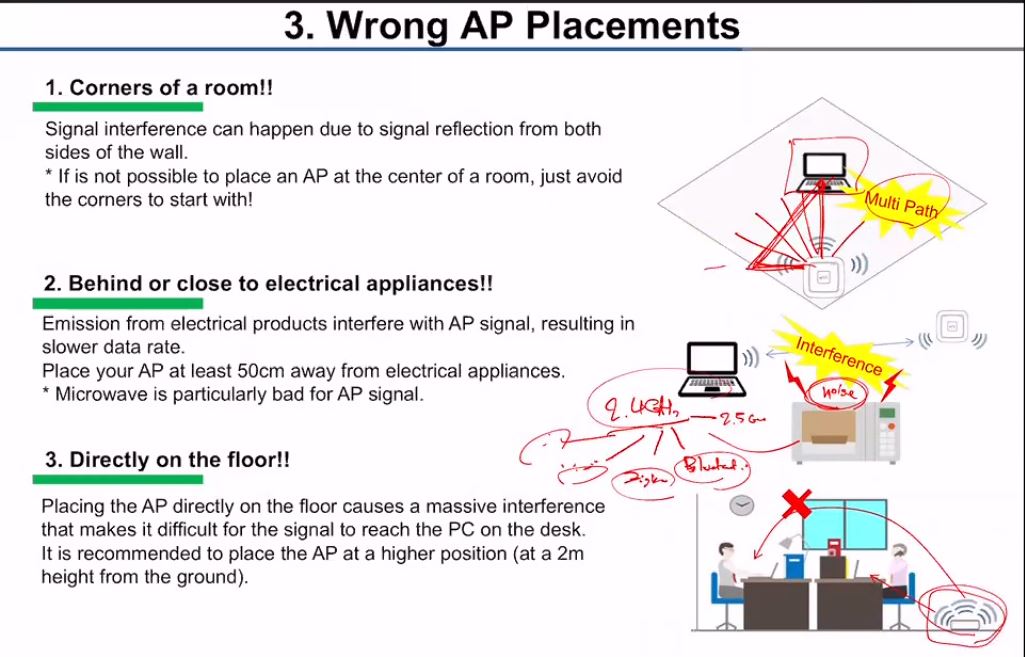 3. Wrong AP Placements
1. Corners of a room!!
Signal interference can happen due to signal reflection from both
sides of the wall.
* If is not possible to place an AP at the center of a room, just avoid
the corners to start with!
Multi Path
2. Behind or close to electrical appliances!!
Emission from electrical products interfere with AP signal, resulting in
slower data rate.
Place your AP at least 50cm away from electrical appliances.
* Microwave is particularly bad for AP signal.
Interference
noise
2.4GHz
2.5G
Zigbee
Bluetooth
3. Directly on the floor!!
Placing the AP directly on the floor causes a massive interference
that makes it difficult for the signal to reach the PC on the desk.
It is recommended to place the AP at a higher position (at a 2m
height from the ground).